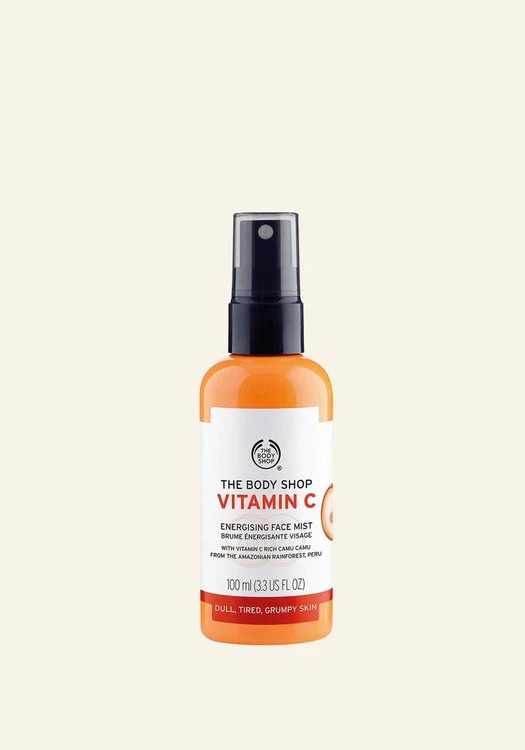 THE
BODY
SHOP
®
THE BODY SHOP
VITAMIN C
ENERGISING FACE MIST
BRUME ÉNERGISANTE VISAGE
WITH VITAMIN C RICH CAMU CAMU
FROM THE AMAZONIAN RAINFOREST, PERU
100 ml (3.3 US FL OZ)
DULL, TIRED, GRUMPY SKIN